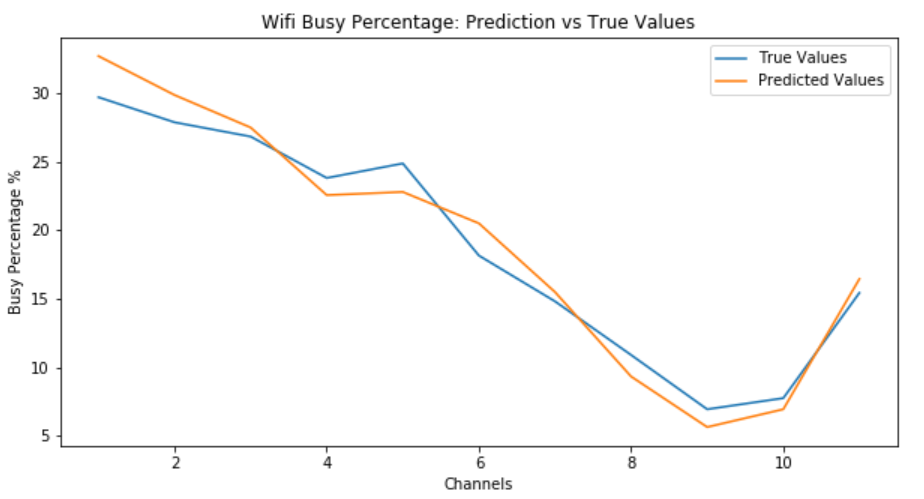 Wifi Busy Percentage: Prediction vs True Values
True Values
Predicted Values
Busy Percentage %
30
25
20
15
10
5
2 4 6 8 10
Channels